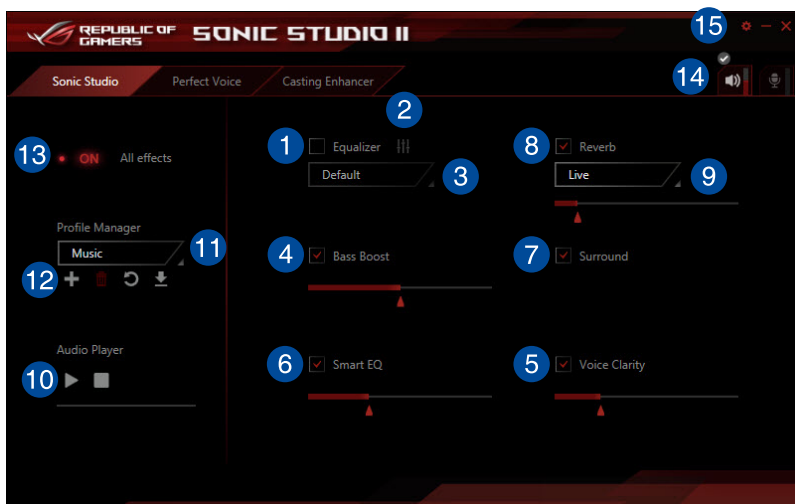 REPUBLIC OF
GAMERS
SONIC STUDIO II
15
Sonic Studio
Perfect Voice
Casting Enhancer
14
2
13
ON
All effects
1
Equalizer
8
Reverb
Default
3
Live
9
Profile Manager
Music
11
12
4
Bass Boost
7
Surround
Audio Player
10
6
Smart EQ
5
Voice Clarity